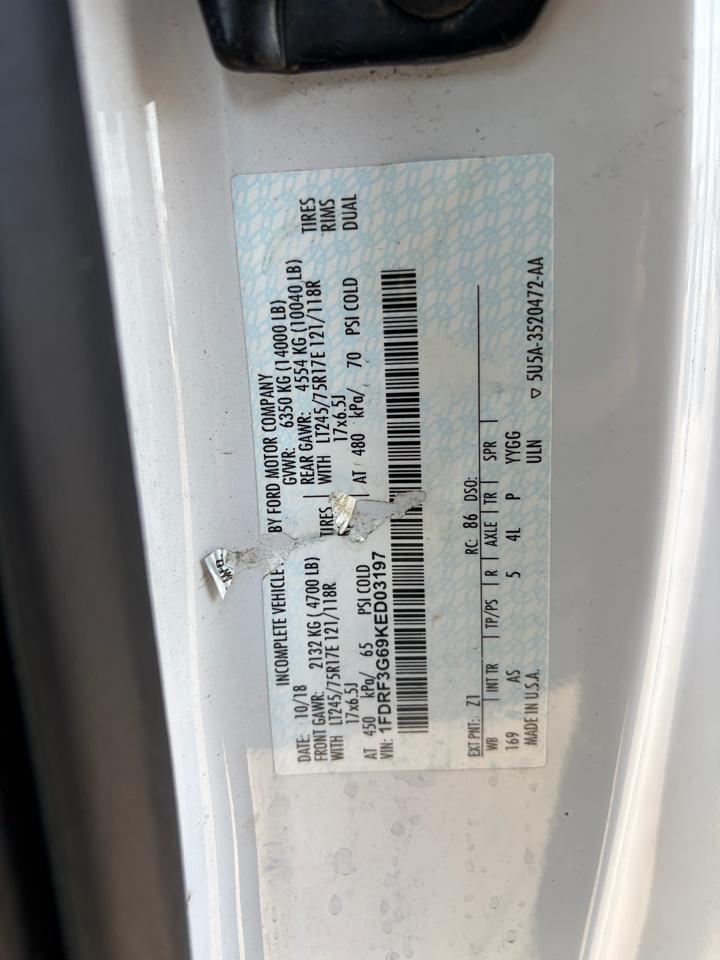 INCOMPLETE VEHICLE BY FORD MOTOR COMPANY
DATE: 10/18 GVWR: 6350 KG (14000 LB)
FRONT GAWR: 2132 KG ( 4700 LB) REAR GAWR: 4554 KG (10040 LB)
WITH LT245/75R17E 121/118R TIRES WITH LT245/75R17E 121/118R TIRES
17x6.5J 17x6.5J RIMS
AT 450 kPa/ 65 PSI COLD AT 480 kPa/ 70 PSI COLD DUAL
VIN: 1FDRF3G69KED03197
EXT PNT: Z1 RC: 86 DSO:
WB INT TR TP/PS R AXLE TR SPR
169 AS 5 4L P YYGG
MADE IN U.S.A. ULN
▽ 5U5A-3520472-AA